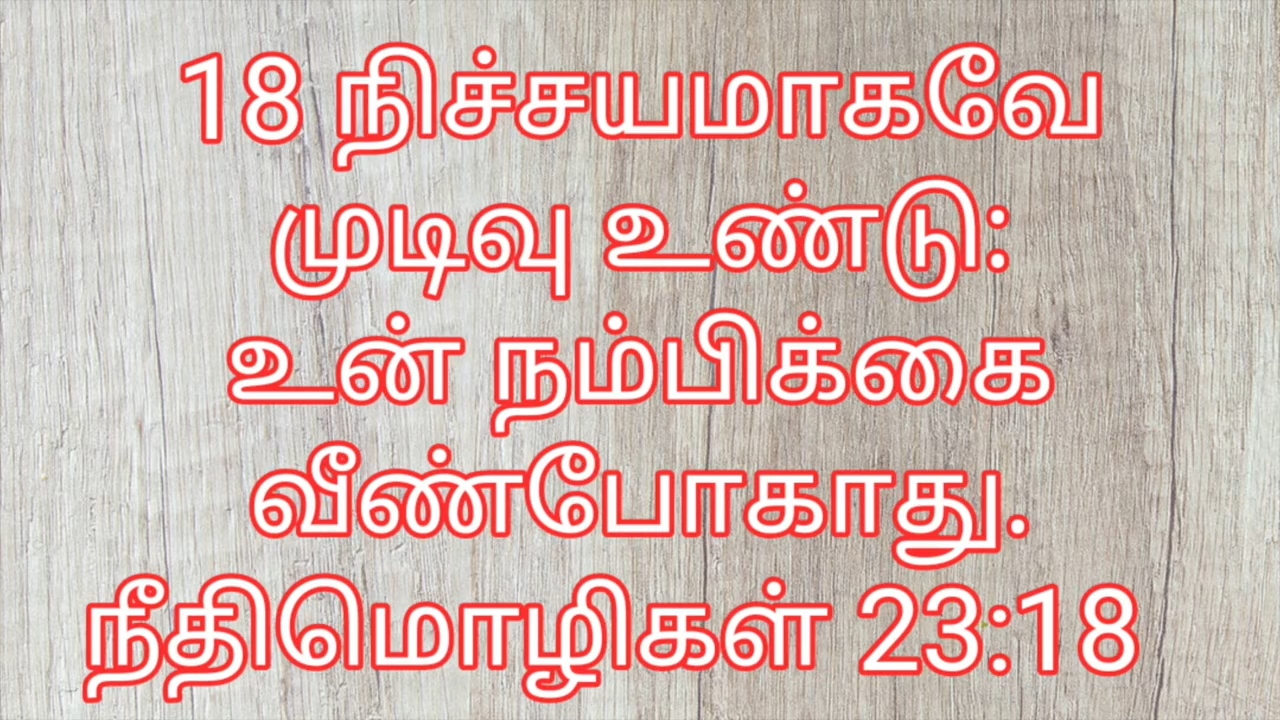 18 நிச்சயமாகவே
முடிவு உண்டு:
உன் நம்பிக்கை
வீண்போகாது.
நீதிமொழிகள் 23:18